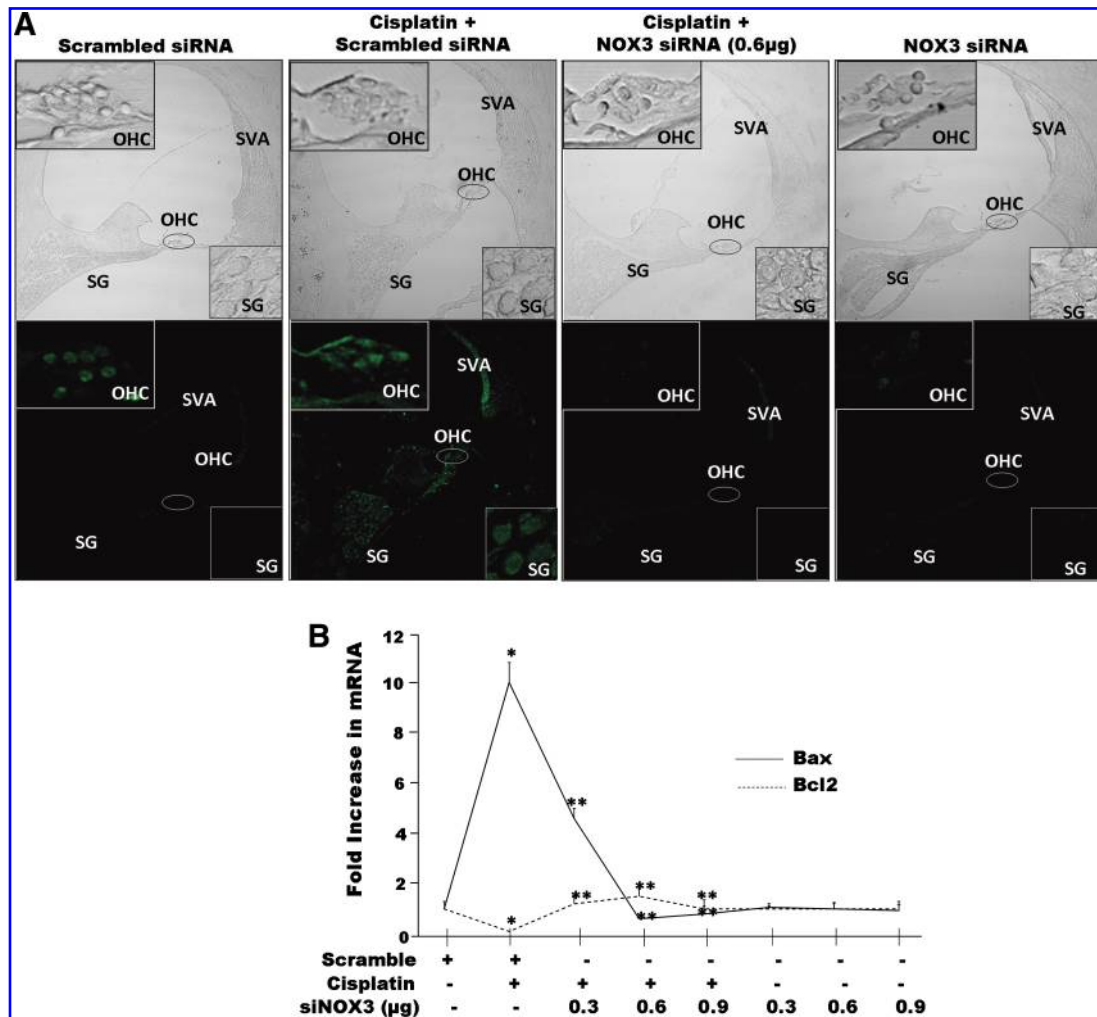 A
Scrambled siRNA
Cisplatin +
Scrambled siRNA
Cisplatin +
NOX3 siRNA (0.6µg)
NOX3 siRNA
OHC
SVA
OHC
SG
SG
OHC
SVA
OHC
SG
SG
OHC
SVA
OHC
SG
SG
OHC
SVA
OHC
SG
SG
OHC
SVA
OHC
SG
SG
OHC
SVA
OHC
SG
SG
OHC
SVA
OHC
SG
SG
OHC
SVA
OHC
SG
SG
B
Fold Increase in mRNA
12
10
8
6
4
2
0
*
*
**
**
**
**
**
**
Bax
Bcl2
Scramble + + - - - - - -
Cisplatin - + + + + - - -
siNOX3 (µg) - - 0.3 0.6 0.9 0.3 0.6 0.9